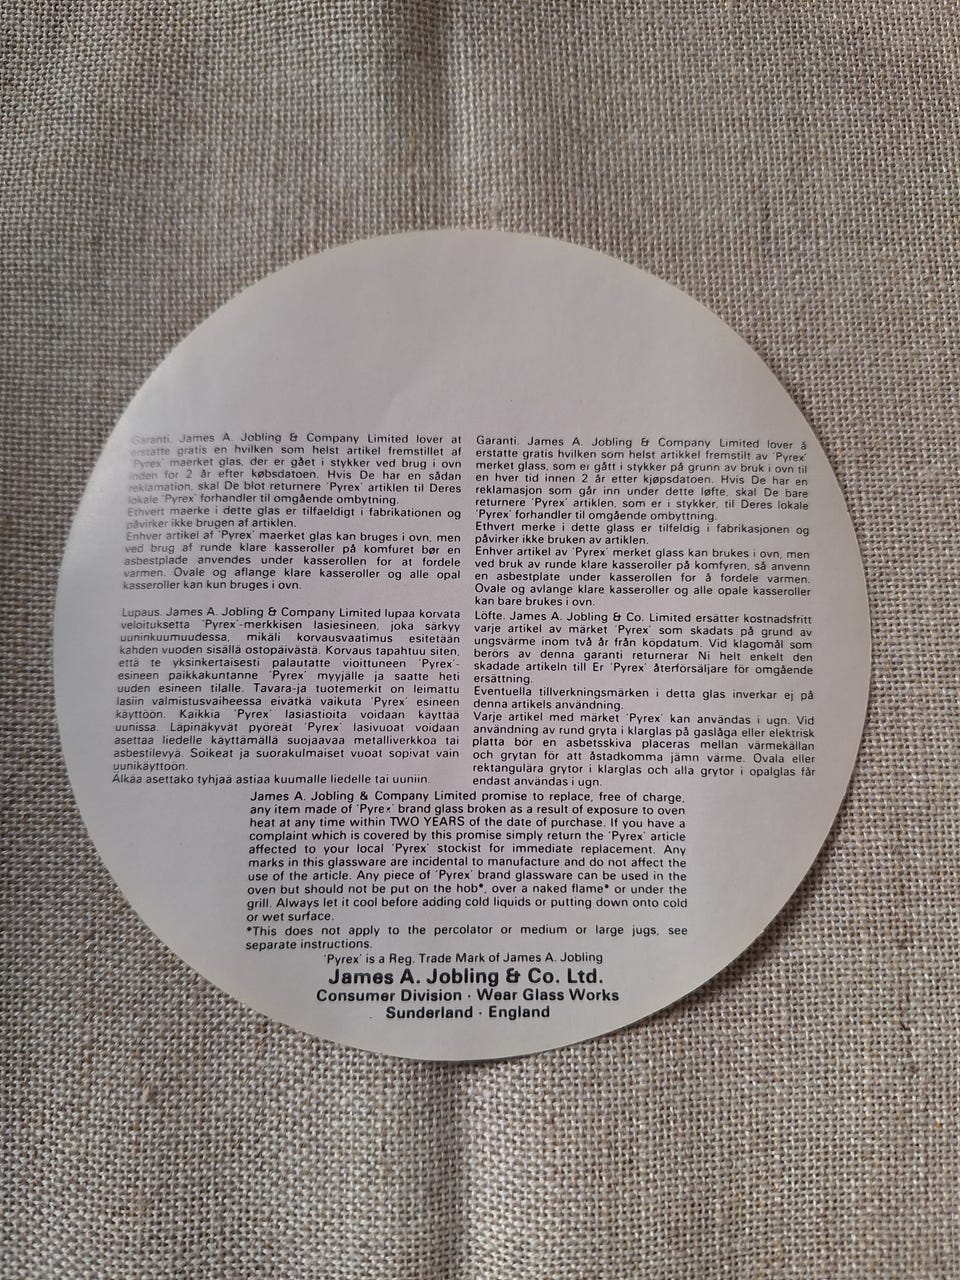 Garanti. James A. Jobling & Company Limited lover at
erstatte gratis en hvilken som helst artikel fremstillet af
'Pyrex' maerket glas, der er gået i stykker ved brug i ovn
inden for 2 år efter købsdatoen. Hvis De har en sådan
reklamation, skal De blot returnere 'Pyrex' artiklen til Deres
lokale 'Pyrex' forhandler til omgående ombytning.
Ethvert maerke i dette glas er tilfaeldigt i fabrikationen og
påvirker ikke brugen af artiklen.
Enhver artikel af 'Pyrex' maerket glas kan bruges i ovn, men
ved brug af runde klare kasseroller på komfuret bør en
asbestplade anvendes under kasserollen for at fordele
varmen. Ovale og aflange klare kasseroller og alle opal
kasseroller kan kun bruges i ovn.
Garanti. James A. Jobling & Company Limited lover å
erstatte gratis en hvilken som helst artikkel fremstilt av 'Pyrex'
merket glass, som er gått i stykker på grunn av bruk i ovn til
en hver tid innen 2 år etter kjøpsdatoen. Hvis De har en
reklamasjon som går inn under dette løfte, skal De bare
returnere 'Pyrex' artiklen, som er i stykker, til Deres lokale
'Pyrex' forhandler til omgående ombyttning.
Ethvert merke i dette glass er tilfeldig i fabrikasjonen og
påvirker ikke bruken av artiklen.
Enhver artikel av 'Pyrex' merket glass kan brukes i ovn, men
ved bruk av runde klare kasseroller på komfyren, så anvenn
en asbestplate under kasserollen for å fordele varmen.
Ovale og avlange klare kasseroller og alle opale kasseroller
kan bare brukes i ovn.
Lupaus. James A. Jobling & Company Limited lupaa korvata
veloituksetta 'Pyrex'-merkkisen lasiesineen, joka särkyy
uuninkuumuudessa, mikäli korvausvaatimus esitetään
kahden vuoden sisällä ostopäivästä. Korvaus tapahtuu siten,
että te yksinkertaisesti palautatte vioittuneen 'Pyrex'-
esineen paikkakuntanne 'Pyrex' myyjälle ja saatte heti
uuden esineen tilalle. Tavara-ja tuotemerkit on leimattu
lasiin valmistusvaiheessa eivätkä vaikuta 'Pyrex' esineen
käyttöön. Kaikkia 'Pyrex' lasiastioita voidaan käyttää
uunissa. Läpinäkyvät pyöreät 'Pyrex' lasivuoat voidaan
asettaa liedelle käyttämällä suojaavaa metalliverkkoa tai
asbestilevyä. Soikeat ja suorakulmaiset vuoat sopivat vain
uunikäyttöön.
Älkää asettako tyhjää astiaa kuumalle liedelle tai uuniin.
Löfte. James A. Jobling & Co. Limited ersätter kostnadsfritt
varje artikel av märket 'Pyrex' som skadats på grund av
ungsvärme inom två år från köpdatum. Vid klagomål som
berörs av denna garanti returnerar Ni helt enkelt den
skadade artikeln till Er 'Pyrex' återförsäljare för omgående
ersättning.
Eventuella tillverkningsmärken i detta glas inverkar ej på
denna artikels användning.
Varje artikel med märket 'Pyrex' kan användas i ugn. Vid
användning av rund gryta i klarglas på gaslåga eller elektrisk
platta bör en asbetsskiva placeras mellan värmekällan
och grytan för att åstadkomma jämn värme. Ovala eller
rektangulära grytor i klarglas och alla grytor i opalglas får
endast användas i ugn.
James A. Jobling & Company Limited promise to replace, free of charge,
any item made of 'Pyrex' brand glass broken as a result of exposure to oven
heat at any time within TWO YEARS of the date of purchase. If you have a
complaint which is covered by this promise simply return the 'Pyrex' article
affected to your local 'Pyrex' stockist for immediate replacement. Any
marks in this glassware are incidental to manufacture and do not affect the
use of the article. Any piece of 'Pyrex' brand glassware can be used in the
oven but should not be put on the hob*, over a naked flame* or under the
grill. Always let it cool before adding cold liquids or putting down onto cold
or wet surface.
*This does not apply to the percolator or medium or large jugs, see
separate instructions.
'Pyrex' is a Reg. Trade Mark of James A. Jobling
James A. Jobling & Co. Ltd.
Consumer Division · Wear Glass Works
Sunderland · England